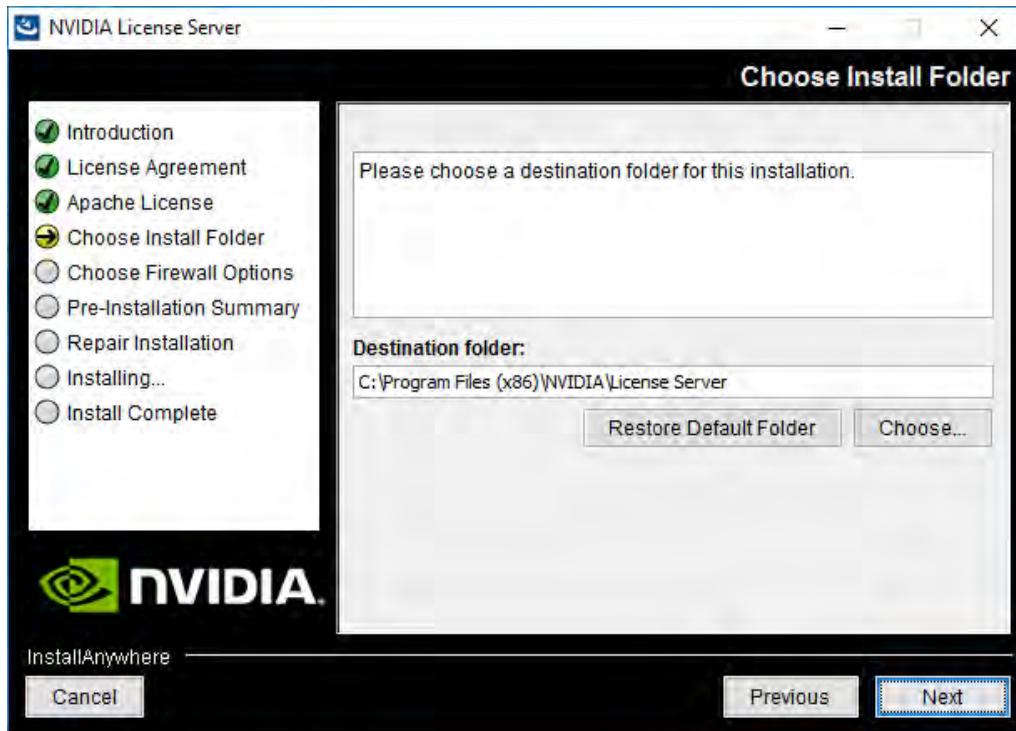 NVIDIA License Server
Choose Install Folder
Introduction
License Agreement
Apache License
Choose Install Folder
Choose Firewall Options
Pre-Installation Summary
Repair Installation
Installing...
Install Complete
Please choose a destination folder for this installation.
Destination folder:
C:\Program Files (x86)\NVIDIA\License Server
Restore Default Folder
Choose...
NVIDIA.
InstallAnywhere
Cancel
Previous
Next